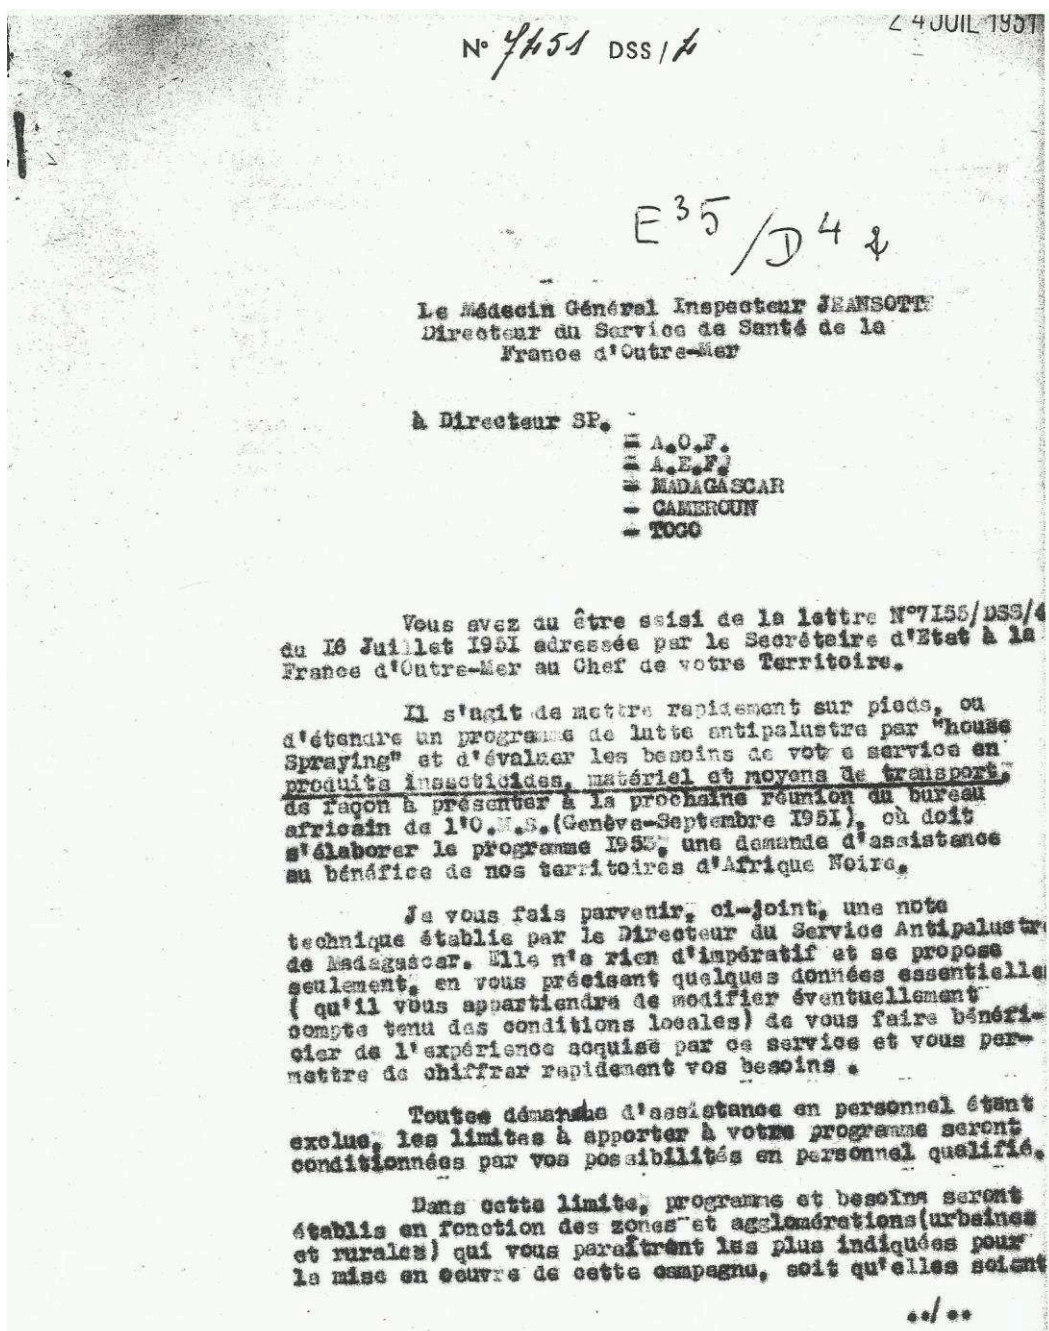 24 JUIL 1951
N° 7451 DSS/4
E35/D4
Le Médecin Général Inspecteur JEANSOTTE
Directeur du Service de Santé de la
France d'Outre-Mer
à Directeur SP.
= A.O.F.
= A.E.F.
- MADAGASCAR
- CAMEROUN
- TOGO
Vous avez du être saisi de la lettre N°7I55/DSS/4
du I6 Juillet I95I adressée par le Secrétaire d'Etat à la
France d'Outre-Mer au Chef de votre Territoire.
Il s'agit de mettre rapidement sur pieds, ou
d'étendre un programme de lutte antipalustre par "house
Spraying" et d'évaluer les besoins de vot e service en
produits insecticides, matériel et moyens de transport,
de façon à présenter à la prochaine réunion du bureau
africain de l'O.M.S.(Genève-Septembre I95I), où doit
s'élaborer le programme I953, une demande d'assistance
au bénéfice de nos territoires d'Afrique Noire.
Je vous fais parvenir, ci-joint, une note
technique établie par le Directeur du Service Antipalustr
de Madagascar. Elle n'a rien d'impératif et se propose
seulement, en vous précisant quelques données essentielle
( qu'il vous appartiendra de modifier éventuellement
compte tenu des conditions locales) de vous faire bénéfi-
cier de l'expérience acquise par ce service et vous per-
mettre de chiffrer rapidement vos besoins .
Toutes démarche d'assistance en personnel étant
exclue, les limites à apporter à votre programme seront
conditionnées par vos possibilités en personnel qualifié.
Dans cette limite, programme et besoins seront
établis en fonction des zones et agglomérations(urbaines
et rurales) qui vous paraîtront les plus indiquées pour
la mise en oeuvre de cette campagne, soit qu'elles soient
../..